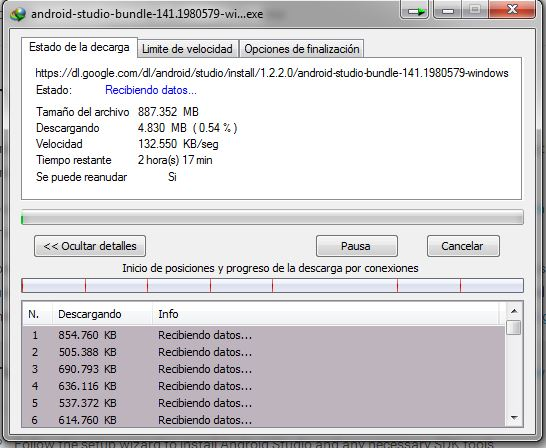 android-studio-bundle-141.1980579-wi...exe
Estado de la decarga
Limite de velocidad
Opciones de finalización
https://dl.google.com/dl/android/studio/install/1.2.2.0/android-studio-bundle-141.1980579-windows
Estado: Recibiendo datos...
Tamaño del archivo 887.352 MB
Descargando 4.830 MB ( 0.54 % )
Velocidad 132.550 KB/seg
Tiempo restante 2 hora(s) 17 min
Se puede reanudar Si
<< Ocultar detalles
Pausa
Cancelar
Inicio de posiciones y progreso de la descarga por conexiones
N. Descargando Info
1 854.760 KB Recibiendo datos...
2 505.388 KB Recibiendo datos...
3 690.793 KB Recibiendo datos...
4 636.116 KB Recibiendo datos...
5 537.372 KB Recibiendo datos...
6 614.760 KB Recibiendo datos...
Follow the setup wizard to install Android Studio and any necessary SDK tools